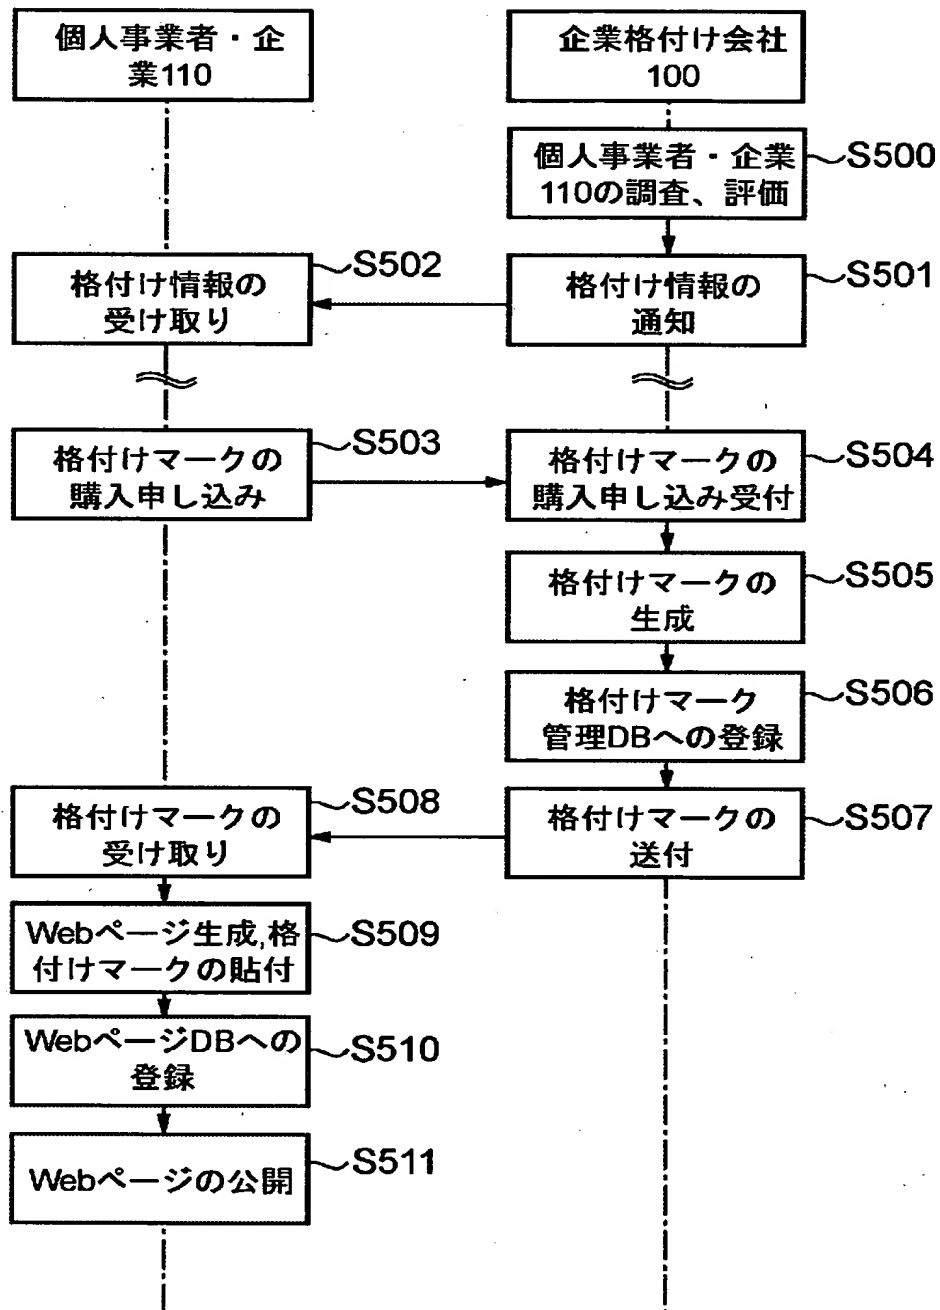 個人事業者・企
業110
企業格付け会社
100
個人事業者・企業
110の調査、評価
S500
格付け情報の
受け取り
S502
格付け情報の
通知
S501
格付けマークの
購入申し込み
S503
格付けマークの
購入申し込み受付
S504
格付けマークの
生成
S505
格付けマーク
管理DBへの登録
S506
格付けマークの
受け取り
S508
格付けマークの
送付
S507
Webページ生成,格
付けマークの貼付
S509
WebページDBへの
登録
S510
Webページの公開
S511